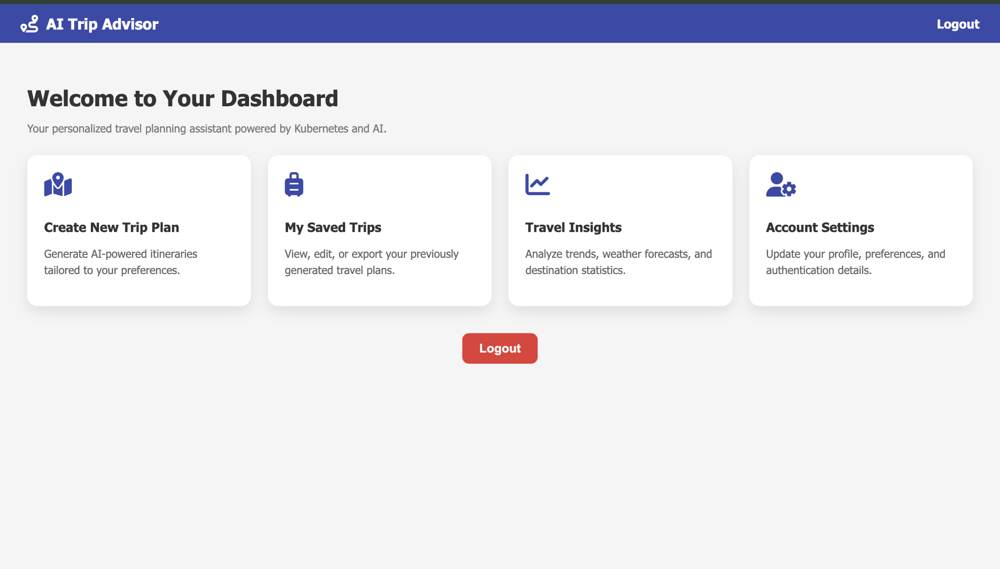 AI Trip Advisor
Logout
Welcome to Your Dashboard
Your personalized travel planning assistant powered by Kubernetes and AI.
Create New Trip Plan
Generate AI-powered itineraries
tailored to your preferences.
My Saved Trips
View, edit, or export your previously
generated travel plans.
Travel Insights
Analyze trends, weather forecasts, and
destination statistics.
Account Settings
Update your profile, preferences, and
authentication details.
Logout